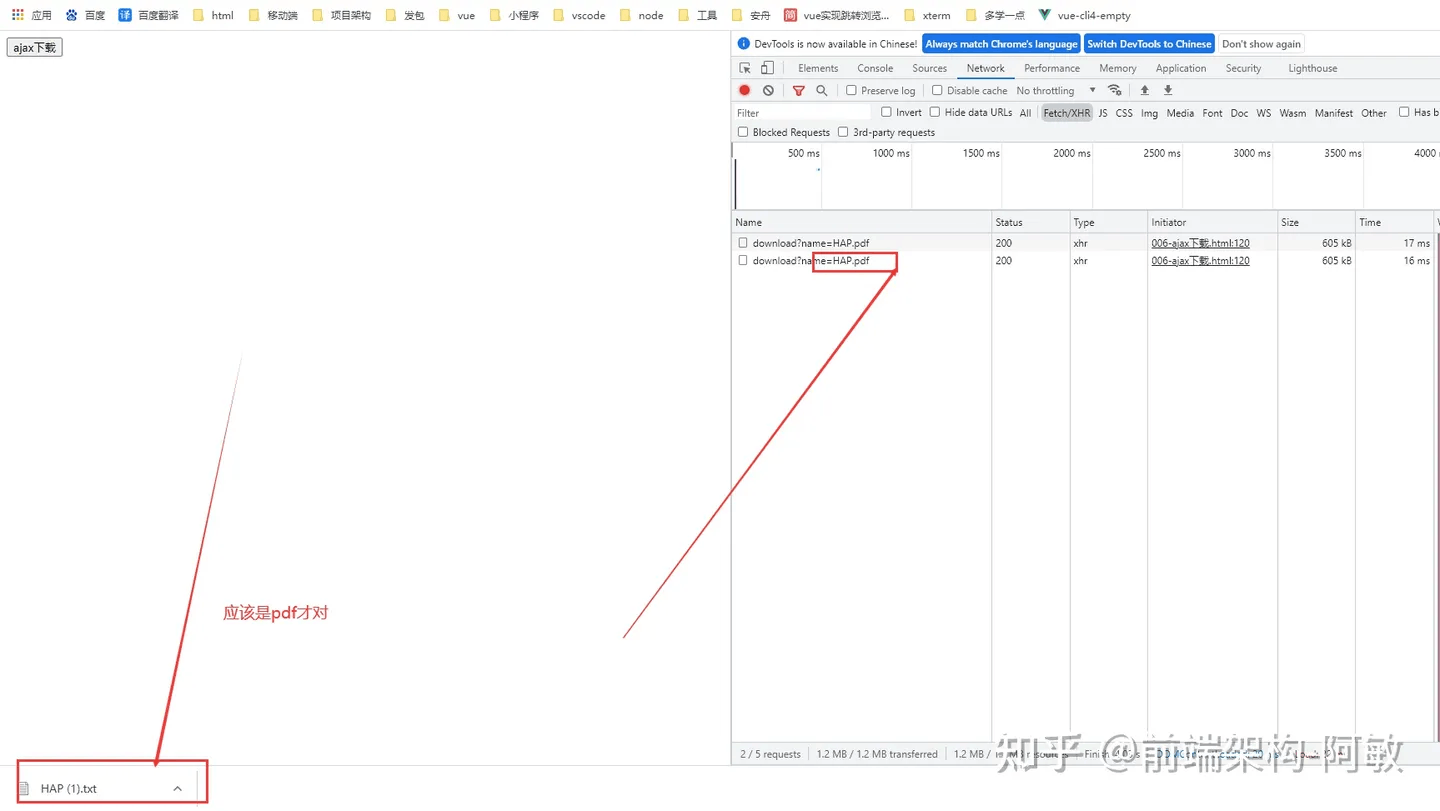 应用 百度 百度翻译 html 移动端 项目架构 发包 vue 小程序 vscode node 工具 安舟 vue实现跳转浏览... xterm 多学一点 vue-cli4-empty
ajax下载
DevTools is now available in Chinese! Always match Chrome's language Switch DevTools to Chinese Don't show again
Elements Console Sources Network Performance Memory Application Security Lighthouse
Preserve log Disable cache No throttling
Filter Invert Hide data URLs All Fetch/XHR JS CSS Img Media Font Doc WS Wasm Manifest Other Has b
Blocked Requests 3rd-party requests
500 ms 1000 ms 1500 ms 2000 ms 2500 ms 3000 ms 3500 ms 4000
Name Status Type Initiator Size Time
download?name=HAP.pdf 200 xhr 006-ajax下载.html:120 605 kB 17 ms
download?name=HAP.pdf 200 xhr 006-ajax下载.html:120 605 kB 16 ms
应该是pdf才对
2 / 5 requests 1.2 MB / 1.2 MB transferred 1.2 MB /
知乎 @前端架构-阿敏
HAP (1).txt